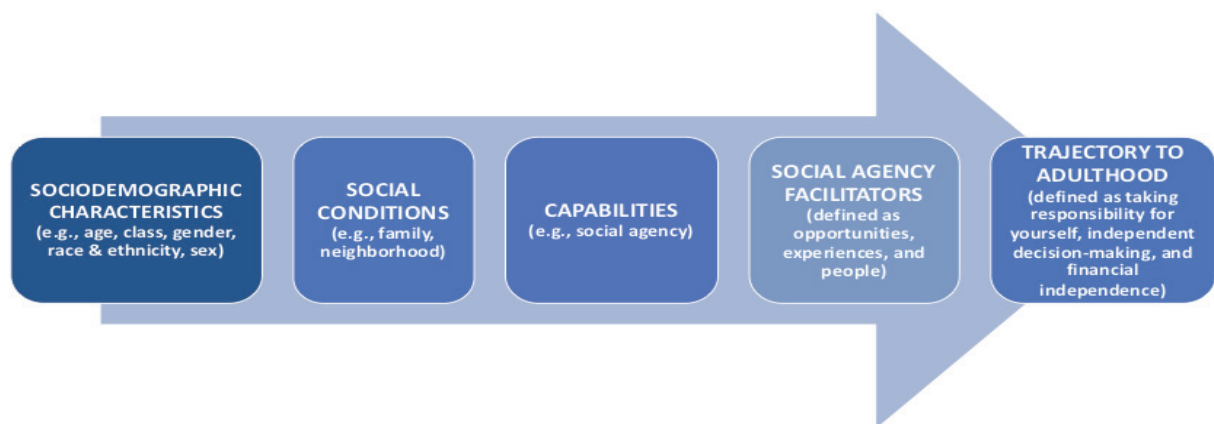 SOCIODEMOGRAPHIC
CHARACTERISTICS
(e.g., age, class, gender,
race & ethnicity, sex)
SOCIAL
CONDITIONS
(e.g., family,
neighborhood)
CAPABILITIES
(e.g., social agency)
SOCIAL AGENCY
FACILITATORS
(defined as
opportunities,
experiences, and
people)
TRAJECTORY TO
ADULTHOOD
(defined as taking
responsibility for
yourself, independent
decision-making, and
financial
independence)